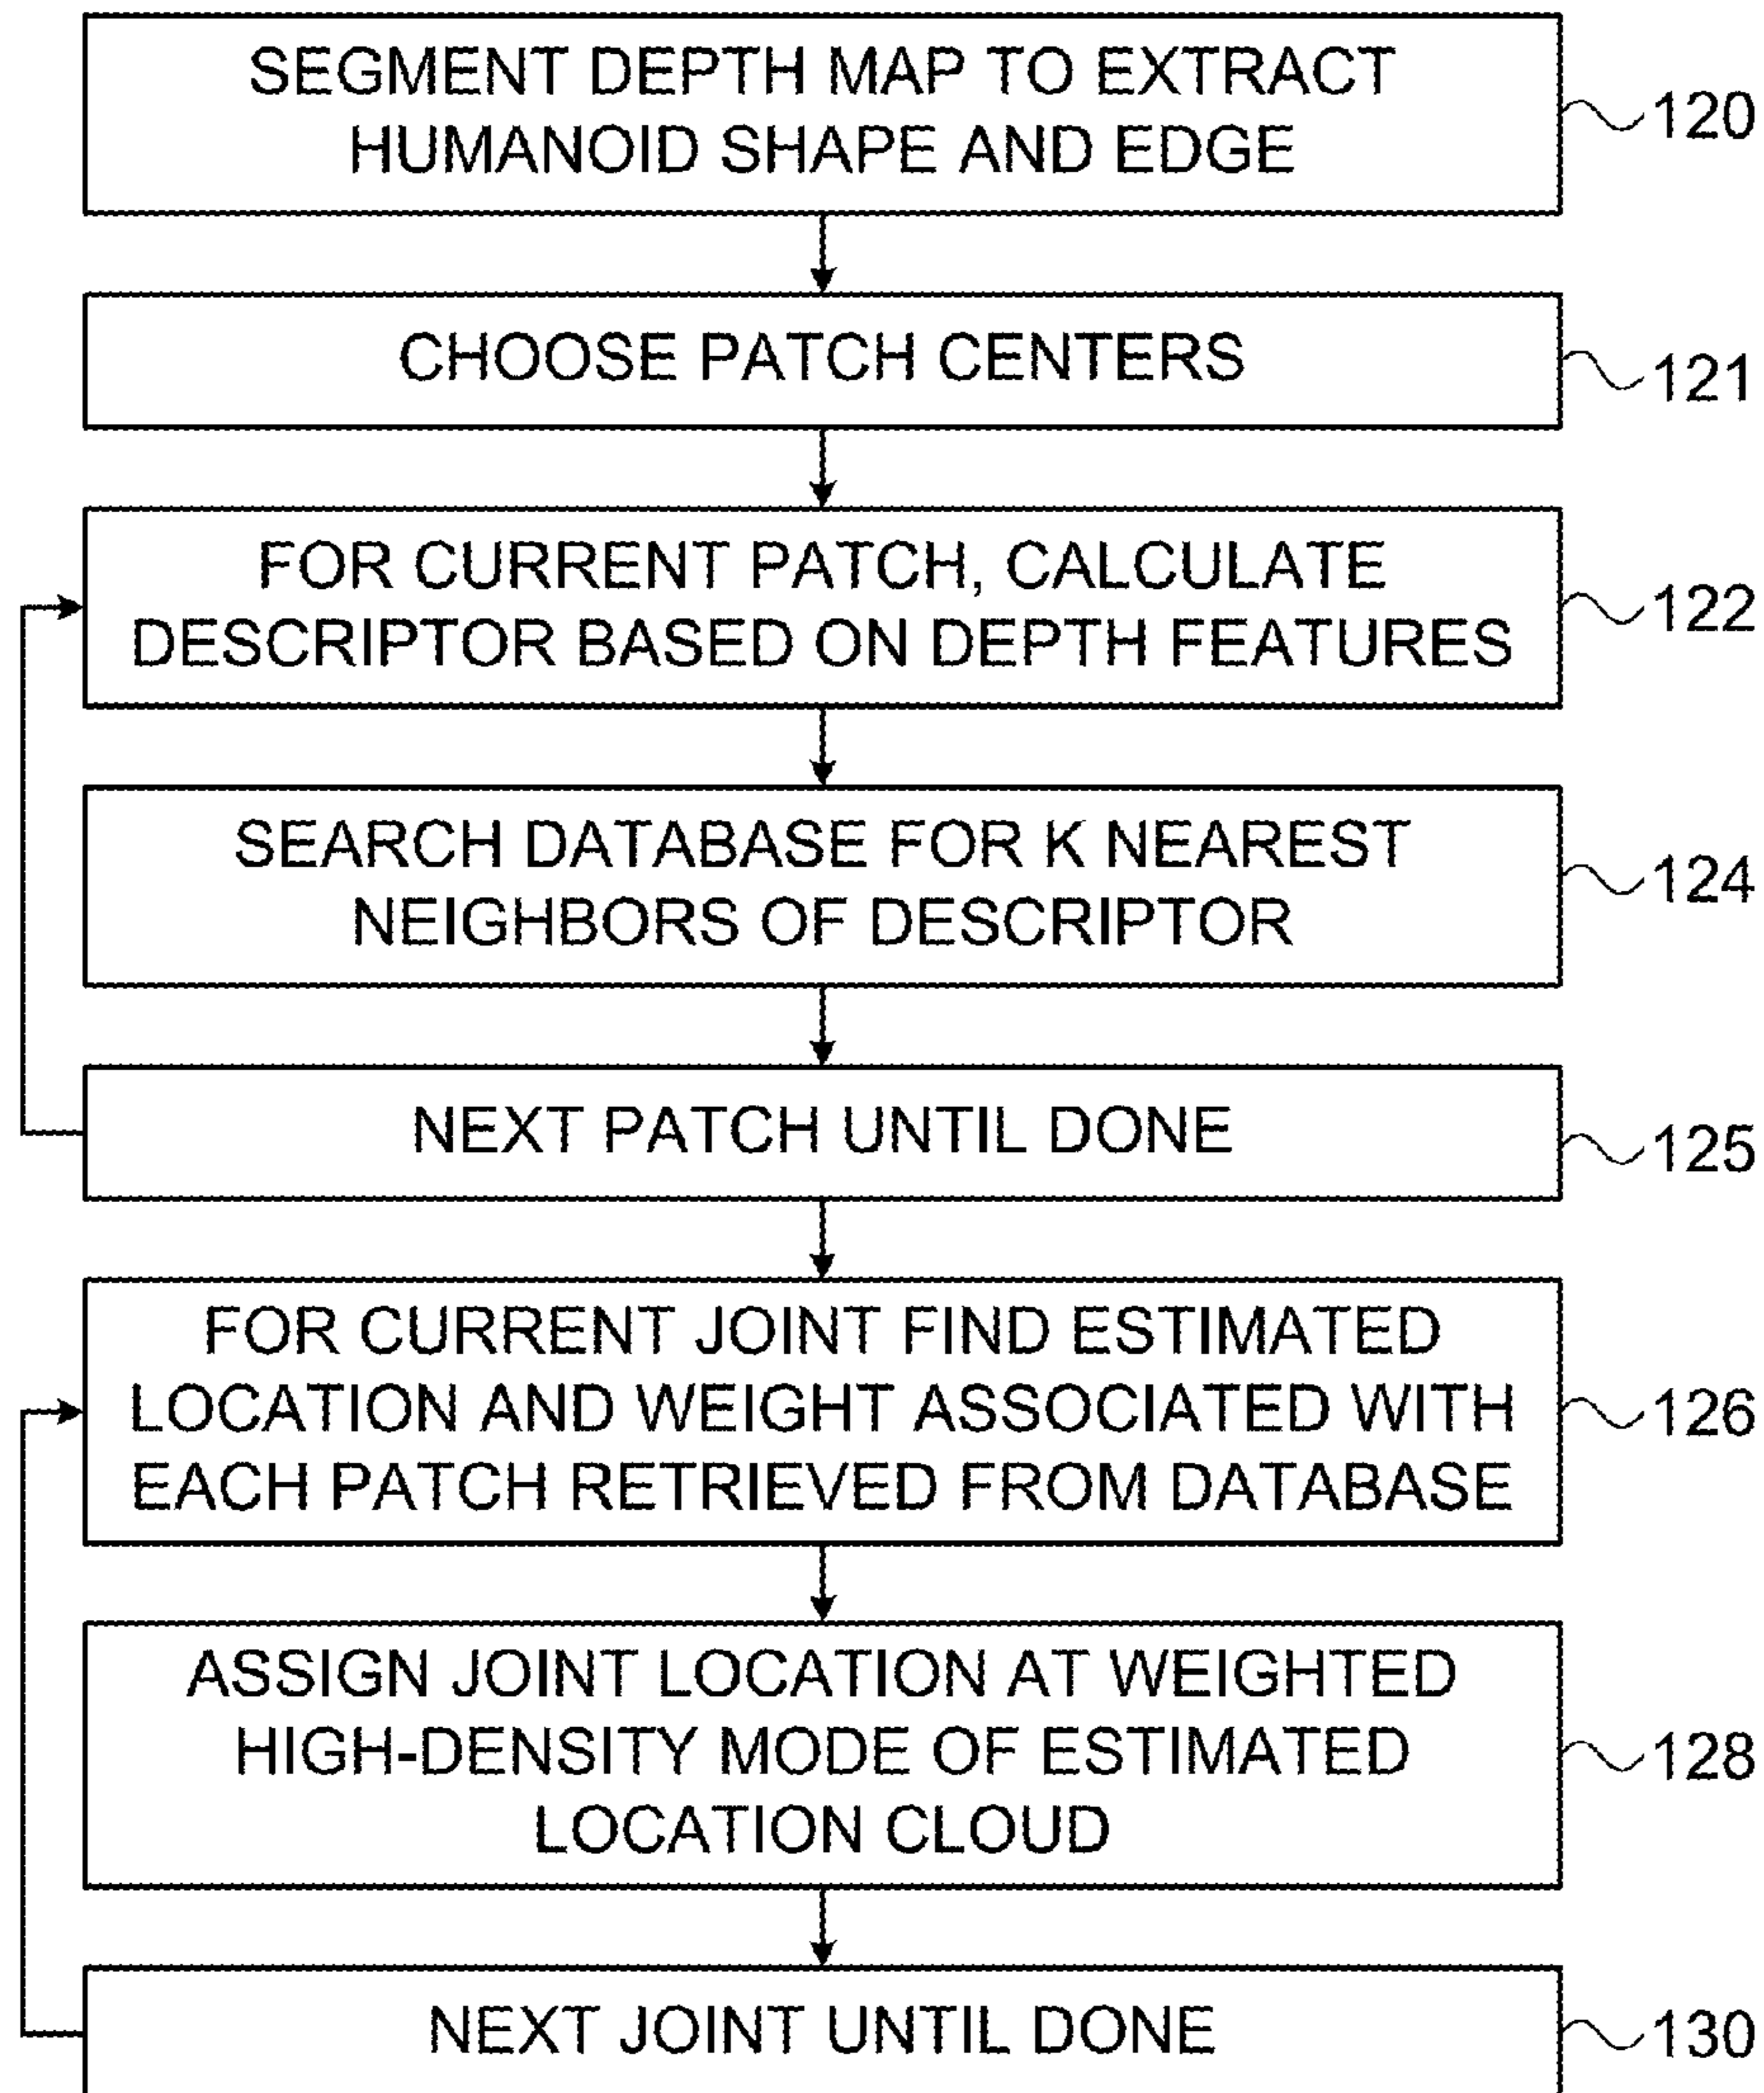 SEGMENT DEPTH MAP TO EXTRACT
HUMANOID SHAPE AND EDGE
120
CHOOSE PATCH CENTERS
121
FOR CURRENT PATCH, CALCULATE
DESCRIPTOR BASED ON DEPTH FEATURES
122
SEARCH DATABASE FOR K NEAREST
NEIGHBORS OF DESCRIPTOR
124
NEXT PATCH UNTIL DONE
125
FOR CURRENT JOINT FIND ESTIMATED
LOCATION AND WEIGHT ASSOCIATED WITH
EACH PATCH RETRIEVED FROM DATABASE
126
ASSIGN JOINT LOCATION AT WEIGHTED
HIGH-DENSITY MODE OF ESTIMATED
LOCATION CLOUD
128
NEXT JOINT UNTIL DONE
130